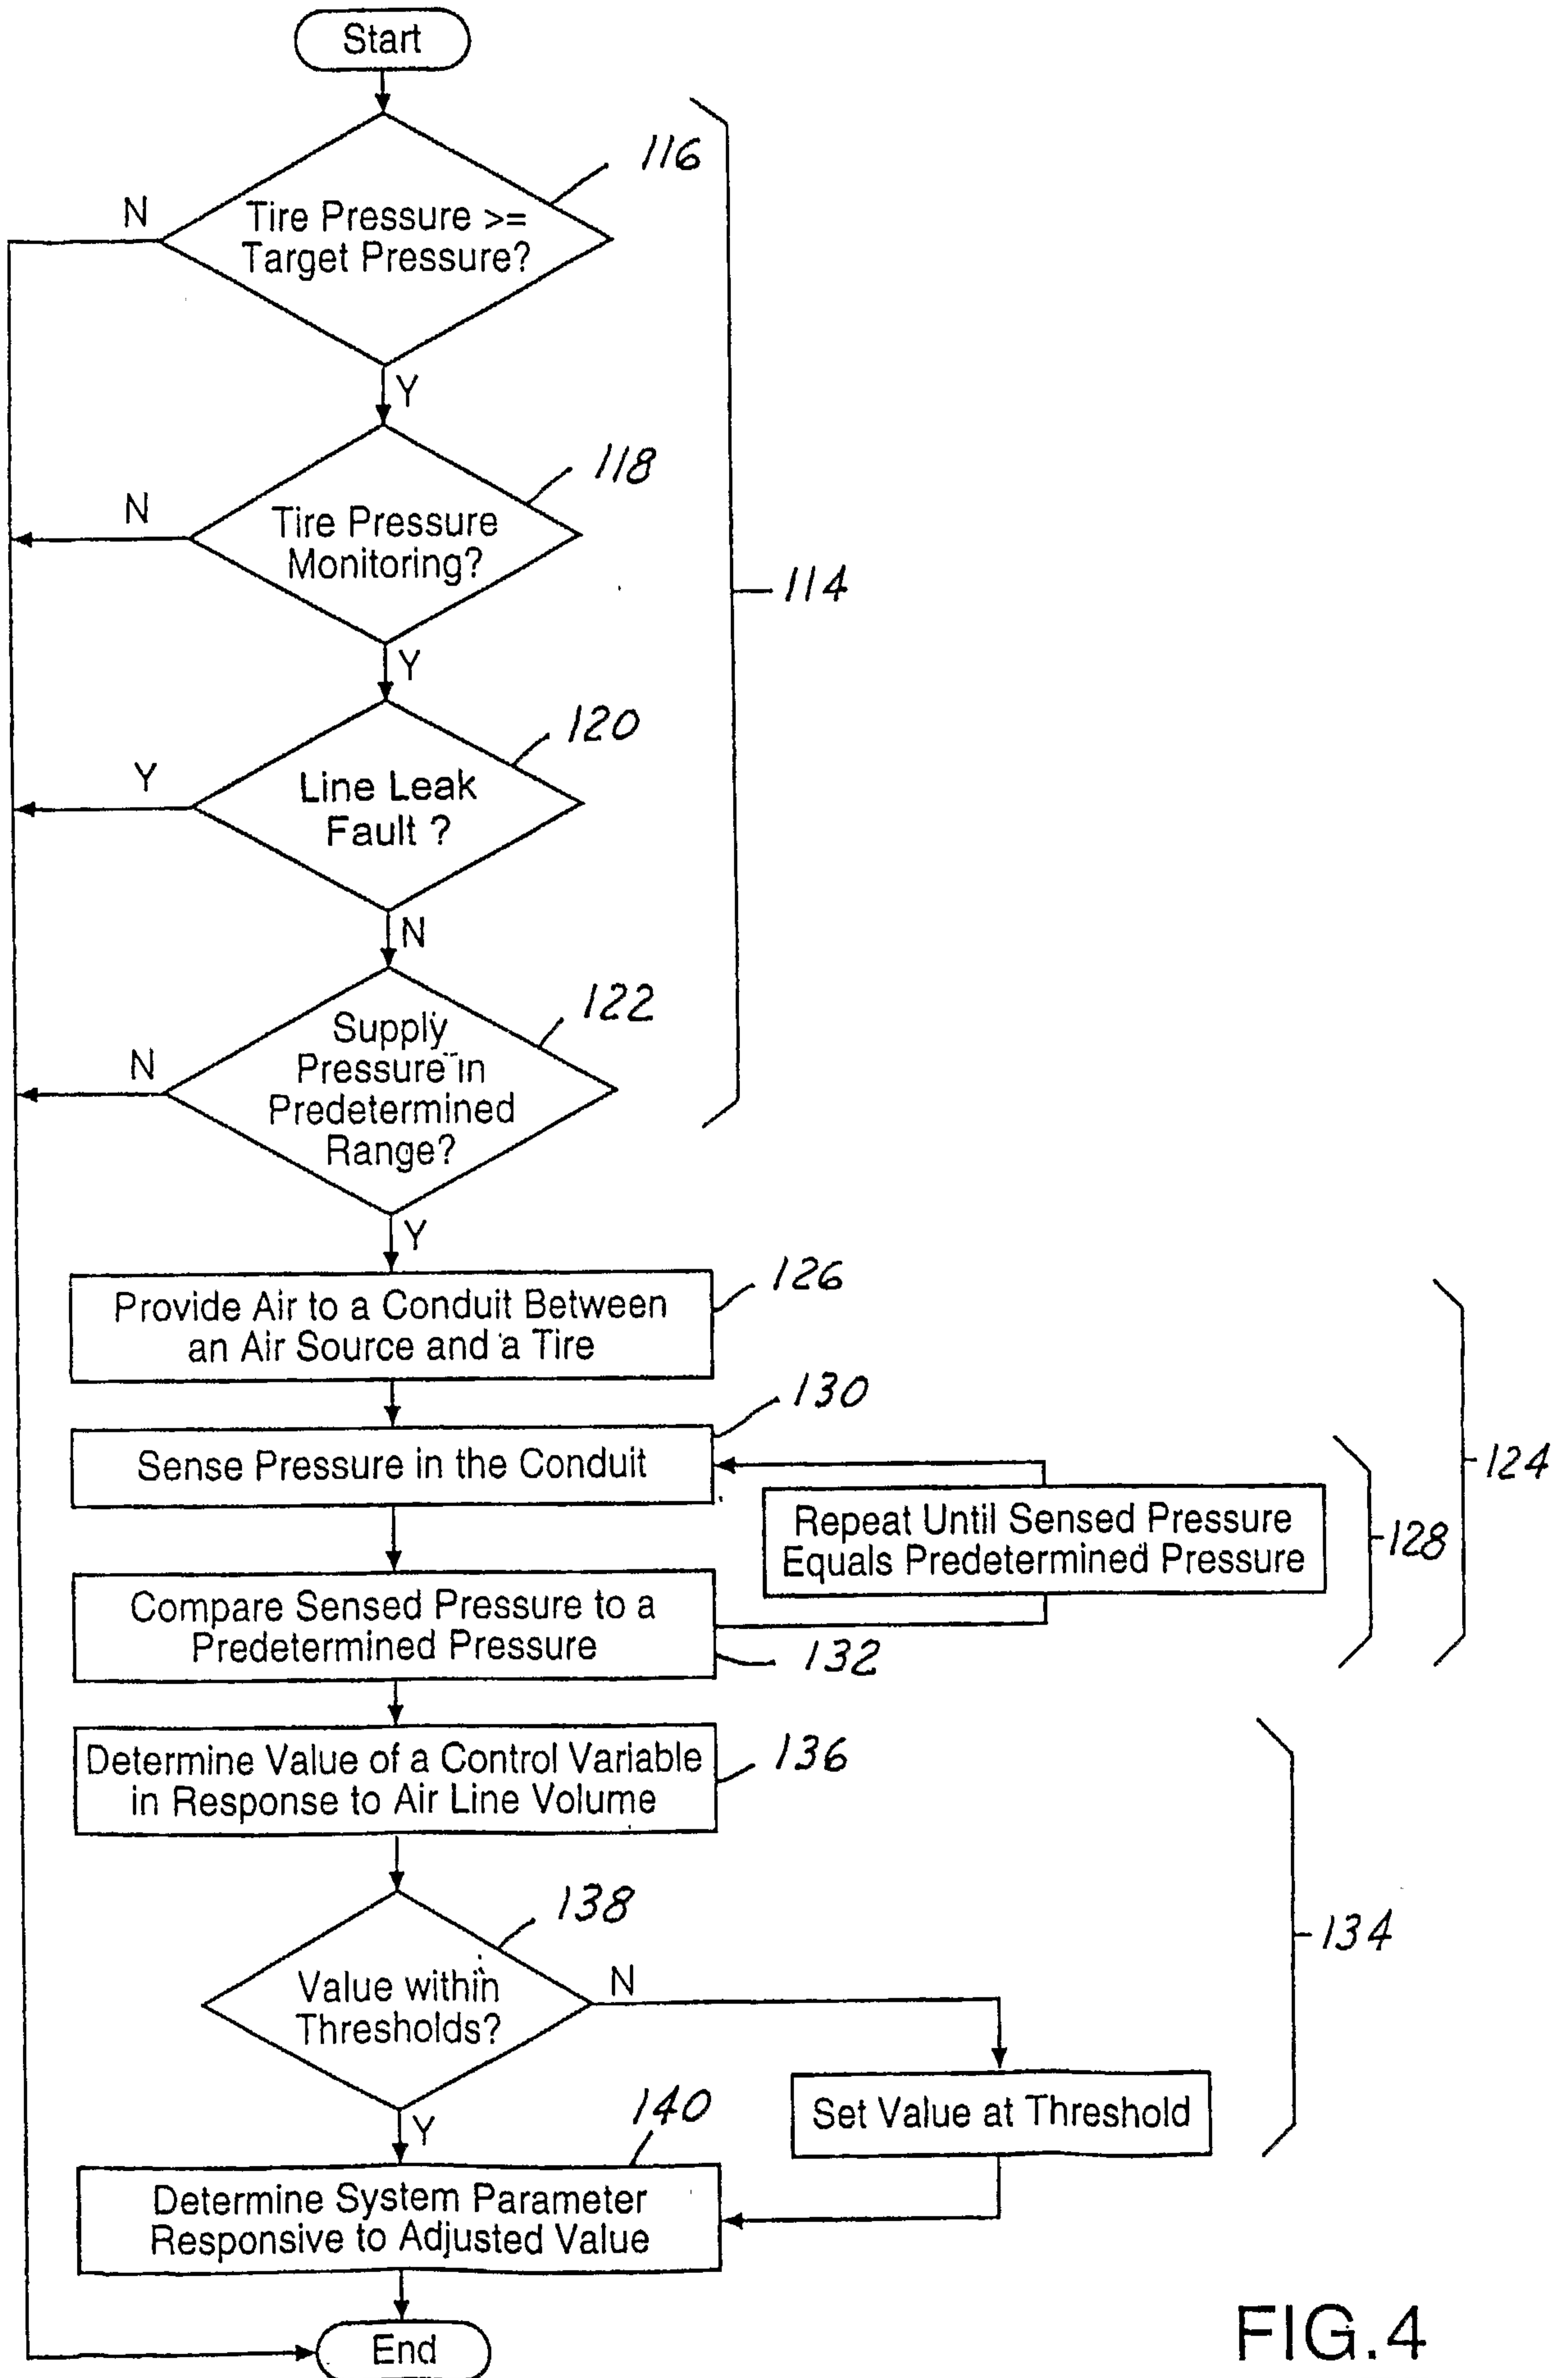 Start
116
N
Tire Pressure >=
Target Pressure?
Y
118
N
Tire Pressure
Monitoring?
114
Y
120
Y
Line Leak
Fault ?
N
122
N
Supply
Pressure in
Predetermined
Range?
Y
126
Provide Air to a Conduit Between
an Air Source and a Tire
130
Sense Pressure in the Conduit
124
Repeat Until Sensed Pressure
Equals Predetermined Pressure
128
Compare Sensed Pressure to a
Predetermined Pressure
132
136
Determine Value of a Control Variable
in Response to Air Line Volume
138
134
Value within
Thresholds?
N
Set Value at Threshold
140
Y
Determine System Parameter
Responsive to Adjusted Value
End
FIG.4